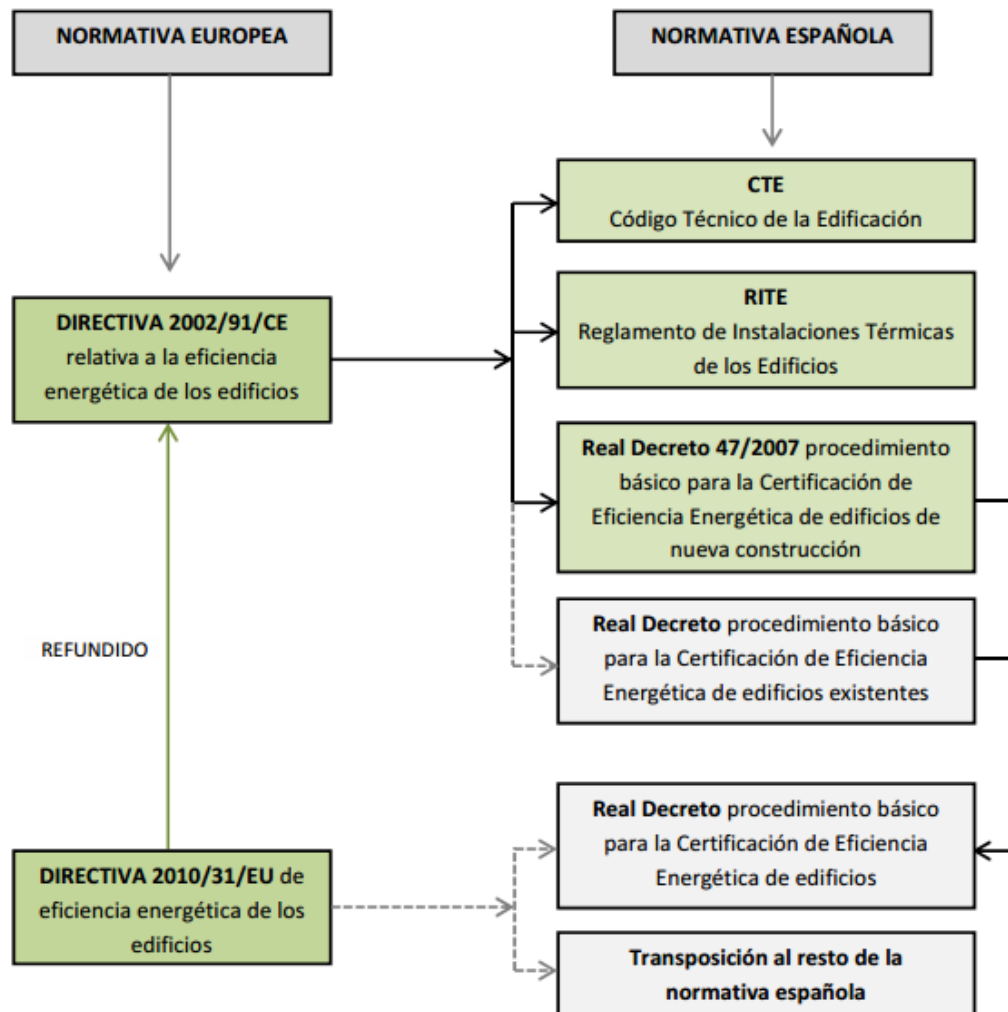 NORMATIVA EUROPEA
NORMATIVA ESPAÑOLA
CTE
Código Técnico de la Edificación
DIRECTIVA 2002/91/CE
relativa a la eficiencia
energética de los edificios
RITE
Reglamento de Instalaciones Térmicas
de los Edificios
Real Decreto 47/2007 procedimiento
básico para la Certificación de
Eficiencia Energética de edificios de
nueva construcción
REFUNDIDO
Real Decreto procedimiento básico
para la Certificación de Eficiencia
Energética de edificios existentes
Real Decreto procedimiento básico
para la Certificación de Eficiencia
Energética de edificios
DIRECTIVA 2010/31/EU de
eficiencia energética de los
edificios
Transposición al resto de la
normativa española